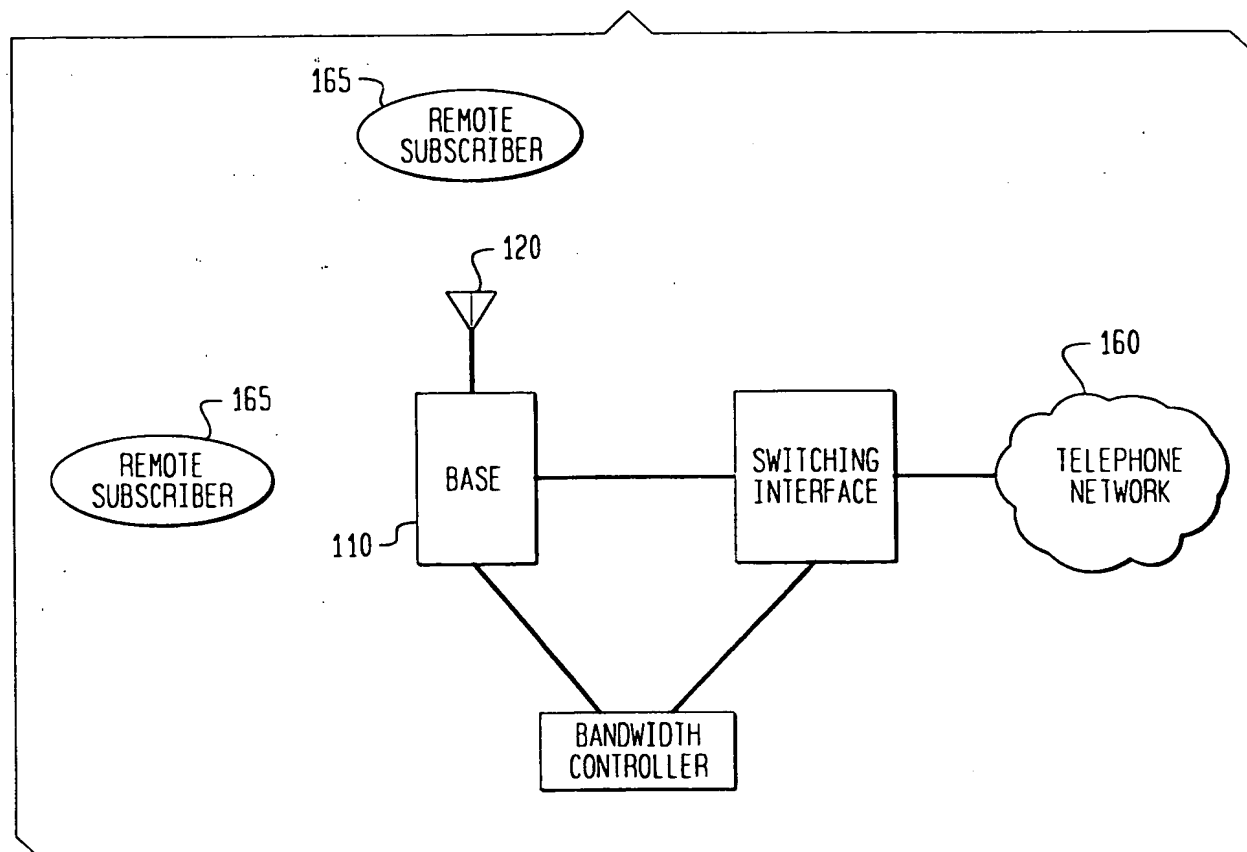 165
REMOTE
SUBSCRIBER
120
160
165
REMOTE
SUBSCRIBER
BASE
SWITCHING
INTERFACE
TELEPHONE
NETWORK
110
BANDWIDTH
CONTROLLER